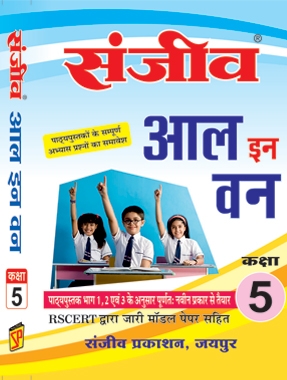 संजीव®
पाठ्यपुस्तकों के सम्पूर्ण
अभ्यास प्रश्नों का समावेश
आल इन
वन
कक्षा
5
पाठ्यपुस्तक भाग 1, 2 एवं 3 के अनुसार पूर्णतः नवीन प्रकार से तैयार
RSCERT द्वारा जारी मॉडल पेपर सहित
संजीव प्रकाशन, जयपुर
संजीव®
आल इन वन
कक्षा
5
SP